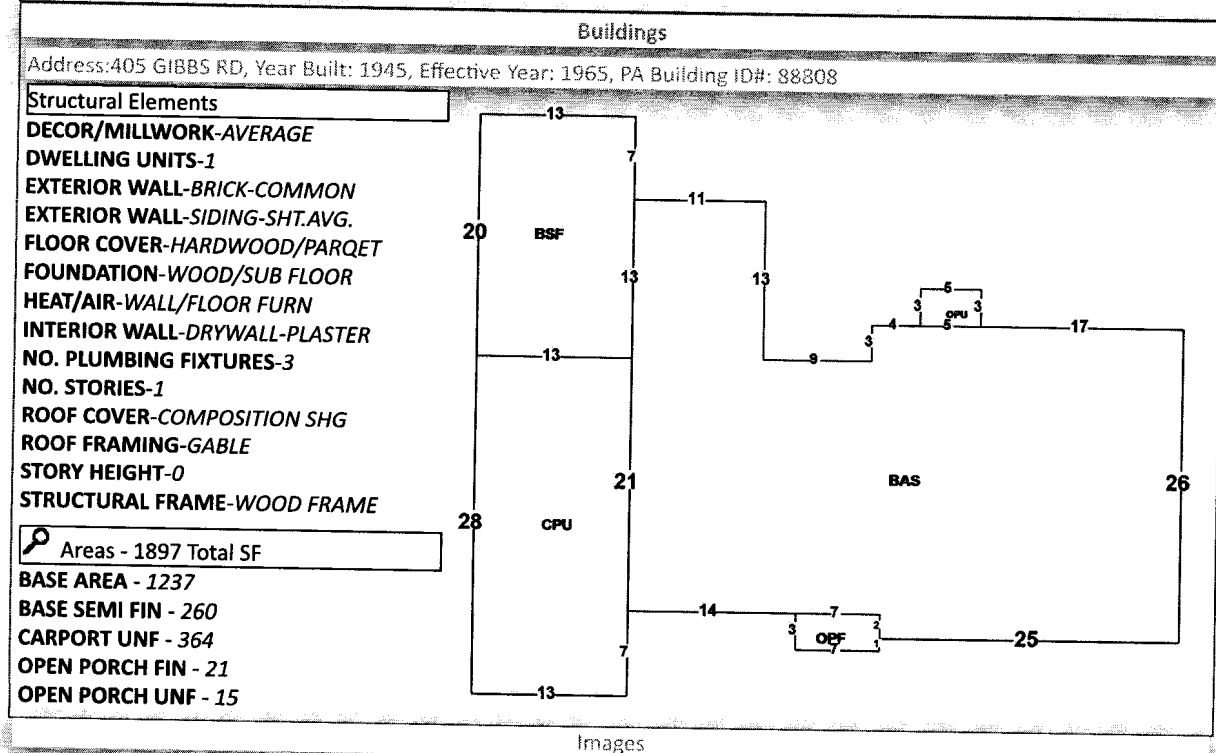 Buildings
Address:405 GIBBS RD, Year Built: 1945, Effective Year: 1965, PA Building ID#: 88808
Structural Elements
DECOR/MILLWORK-AVERAGE
DWELLING UNITS-1
EXTERIOR WALL-BRICK-COMMON
EXTERIOR WALL-SIDING-SHT.AVG.
FLOOR COVER-HARDWOOD/PARQET
FOUNDATION-WOOD/SUB FLOOR
HEAT/AIR-WALL/FLOOR FURN
INTERIOR WALL-DRYWALL-PLASTER
NO. PLUMBING FIXTURES-3
NO. STORIES-1
ROOF COVER-COMPOSITION SHG
ROOF FRAMING-GABLE
STORY HEIGHT-0
STRUCTURAL FRAME-WOOD FRAME
Areas - 1897 Total SF
BASE AREA - 1237
BASE SEMI FIN - 260
CARPORT UNF - 364
OPEN PORCH FIN - 21
OPEN PORCH UNF - 15
13
7
11
20 BSF
13 13
5
3 OPU 3
4 5 17
3
13 9
21 BAS 26
28 CPU
14 7
3 OPF 2
7 1 25
7
13
Images